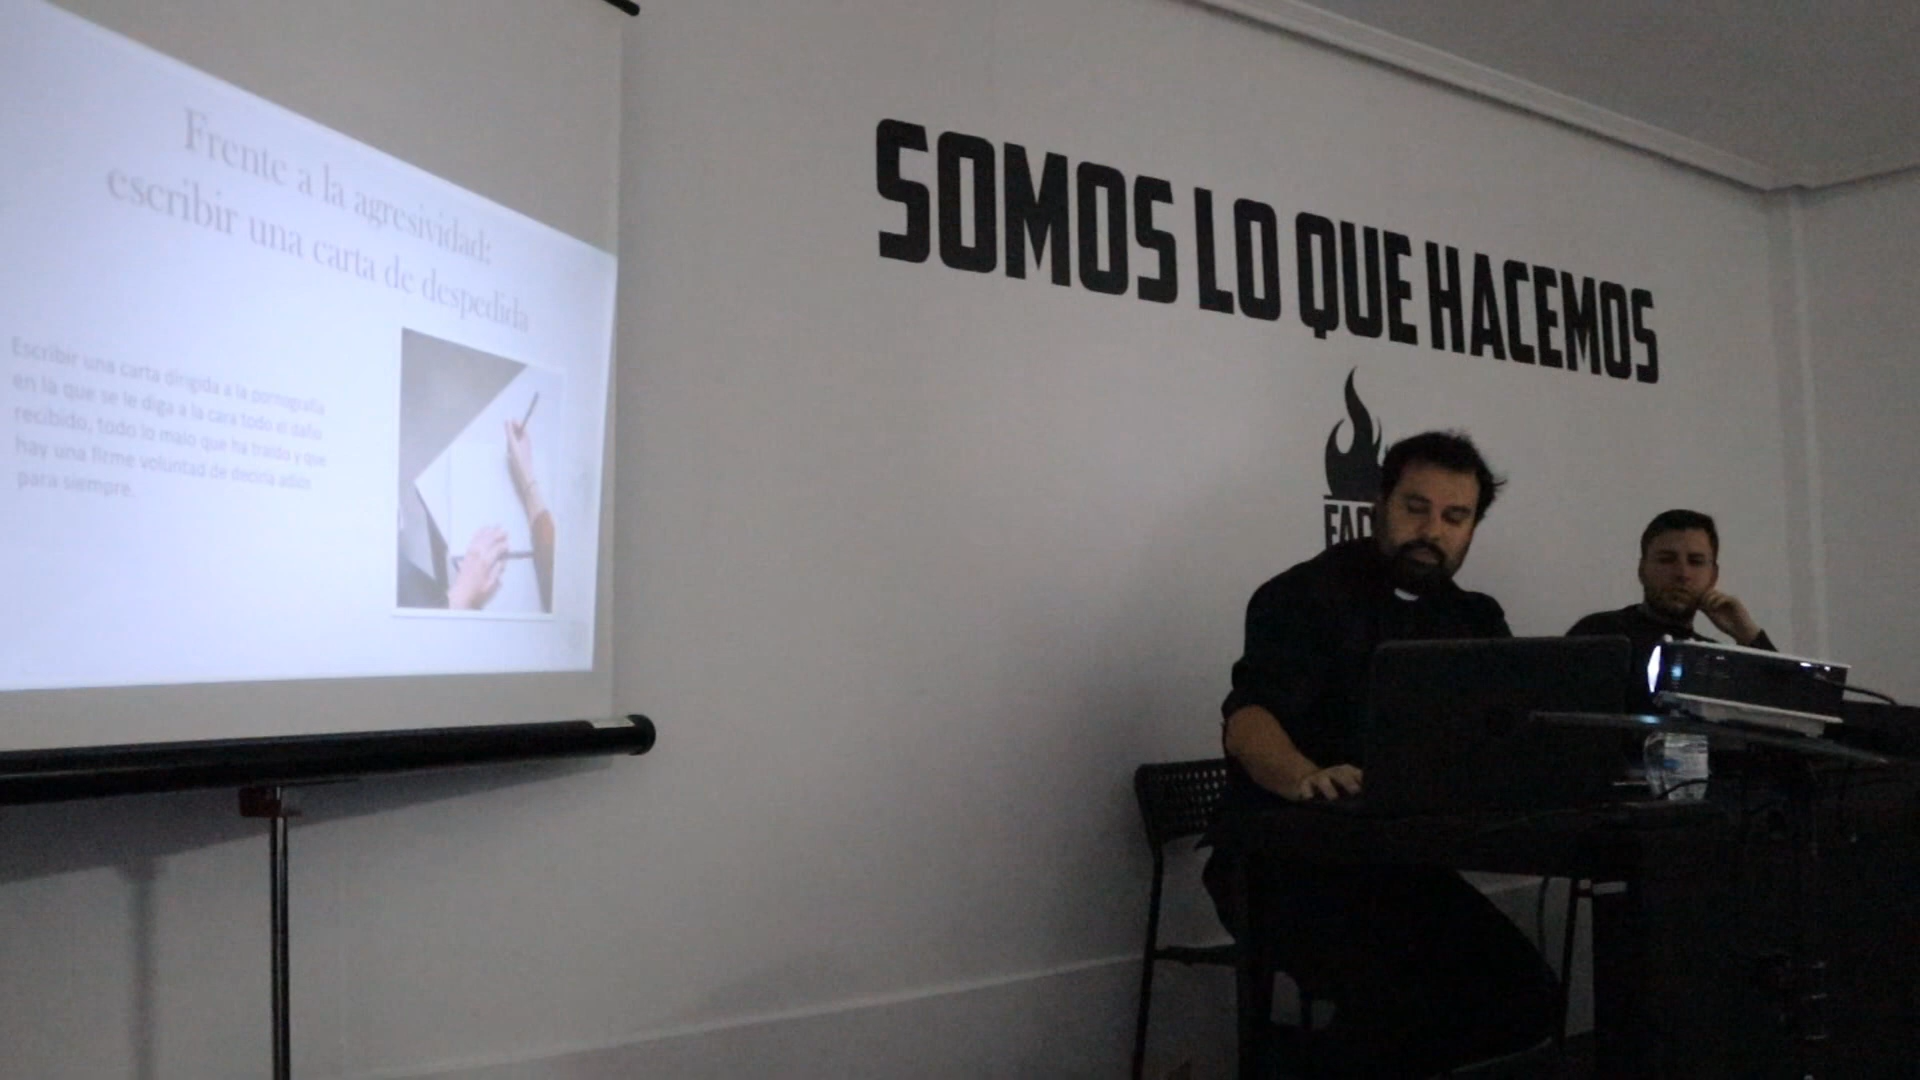 Frente a la agresividad:
escribir una carta de despedida
Escribir una carta dirigida a la pornografía
en la que se le diga a la cara todo el daño
recibido, todo lo malo que ha traído y que
hay una firme voluntad de decirle adiós
para siempre.
SOMOS LO QUE HACEMOS